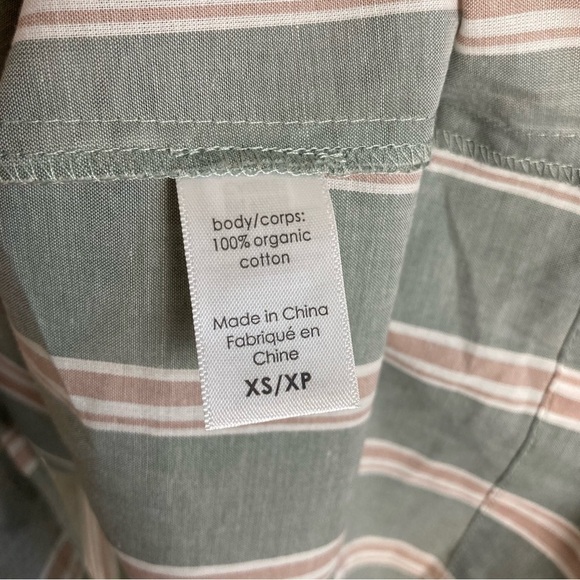 body/corps:
100% organic
cotton
Made in China
Fabriqué en
Chine
XS/XP